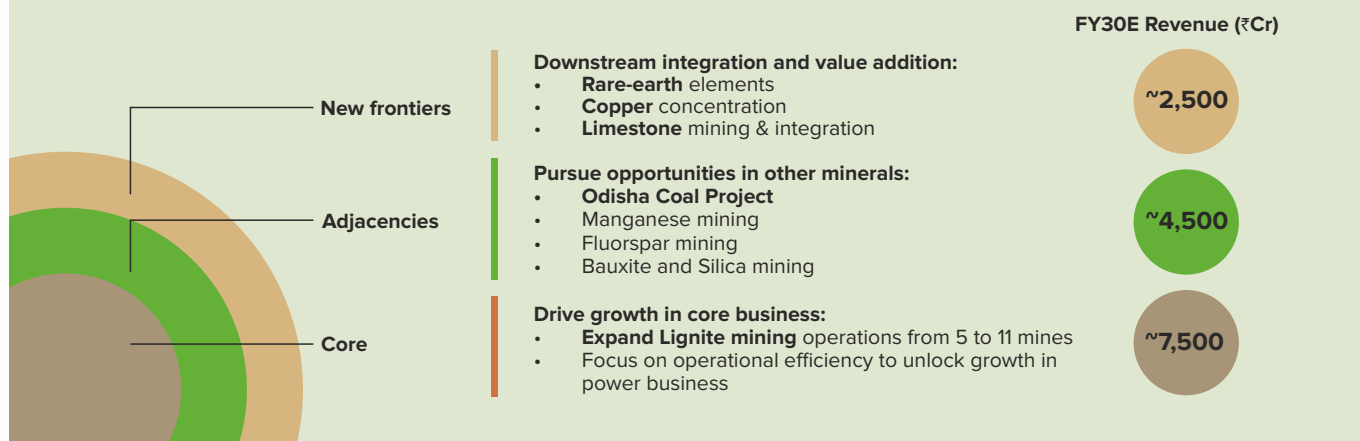 FY30E Revenue (₹Cr)
New frontiers
Downstream integration and value addition:
• Rare-earth elements
• Copper concentration
• Limestone mining & integration
~2,500
Adjacencies
Pursue opportunities in other minerals:
• Odisha Coal Project
• Manganese mining
• Fluorspar mining
• Bauxite and Silica mining
~4,500
Core
Drive growth in core business:
• Expand Lignite mining operations from 5 to 11 mines
• Focus on operational efficiency to unlock growth in
power business
~7,500